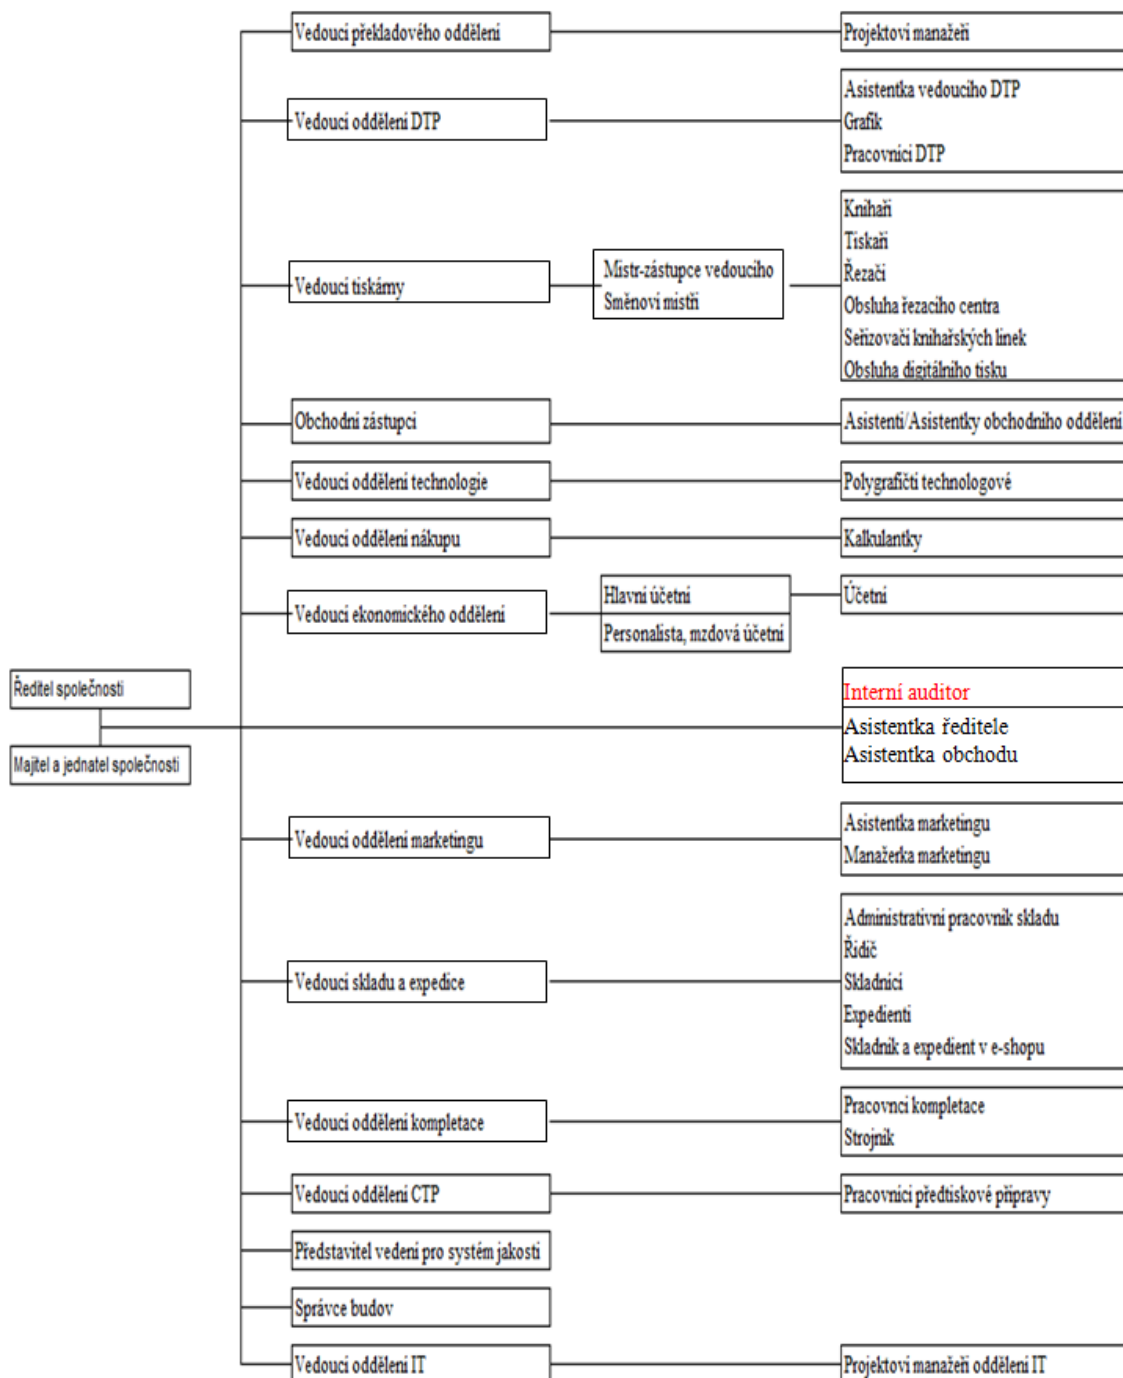 Vedoucí překladového oddělení
Projektoví manažeři
Vedoucí oddělení DTP
Asistentka vedoucího DTP
Grafik
Pracovníci DTP
Vedoucí tiskárny
Mistr-zástupce vedoucího
Směnoví mistři
Knihaři
Tiskaři
Řezači
Obsluha řezacího centra
Seřizovači knihařských linek
Obsluha digitálního tisku
Obchodní zástupci
Asistenti/Asistentky obchodního oddělení
Vedoucí oddělení technologie
Polygrafičtí technologové
Vedoucí oddělení nákupu
Kalkulantky
Vedoucí ekonomického oddělení
Hlavní účetní
Personalista, mzdová účetní
Účetní
Ředitel společnosti
Majitel a jednatel společnosti
Interní auditor
Asistentka ředitele
Asistentka obchodu
Vedoucí oddělení marketingu
Asistentka marketingu
Manažerka marketingu
Vedoucí skladu a expedice
Administrativní pracovník skladu
Řidič
Skladníci
Expedienti
Skladník a expedient v e-shopu
Vedoucí oddělení kompletace
Pracovnci kompletace
Strojník
Vedoucí oddělení CTP
Pracovníci předtiskové přípravy
Představitel vedení pro systém jakosti
Správce budov
Vedoucí oddělení IT
Projektoví manažeři oddělení IT